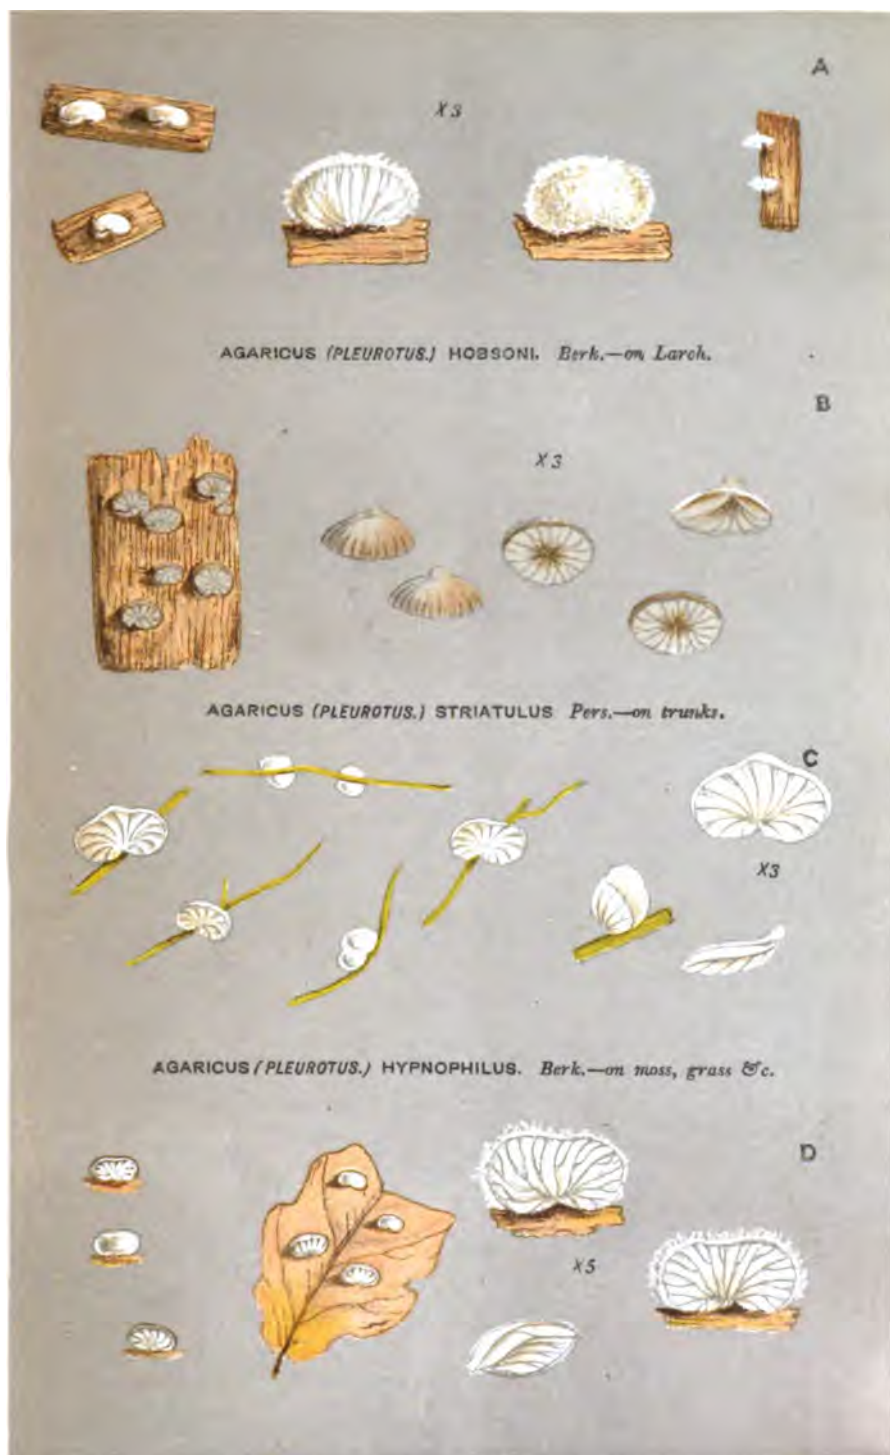 A
X 3
AGARICUS (PLEUROTUS.) HOBSONI. Berk.—on Larch.
B
X 3
AGARICUS (PLEUROTUS.) STRIATULUS Pers.—on trunks.
C
X3
AGARICUS (PLEUROTUS.) HYPNOPHILUS. Berk.—on moss, grass &c.
D
X5